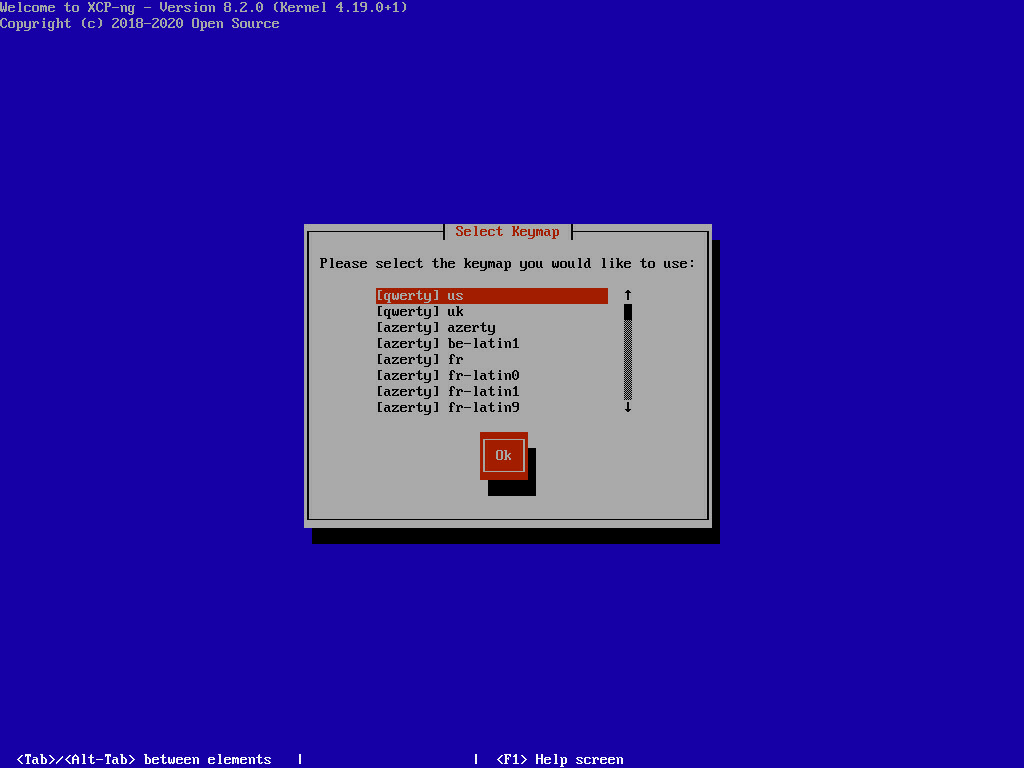 Welcome to XCP-ng - Version 8.2.0 (Kernel 4.19.0+1)
Copyright (c) 2018-2020 Open Source
Select Keymap
Please select the keymap you would like to use:
[qwerty] us
[qwerty] uk
[azerty] azerty
[azerty] be-latin1
[azerty] fr
[azerty] fr-latin0
[azerty] fr-latin1
[azerty] fr-latin9
Ok
<Tab>/<Alt-Tab> between elements | | <F1> Help screen